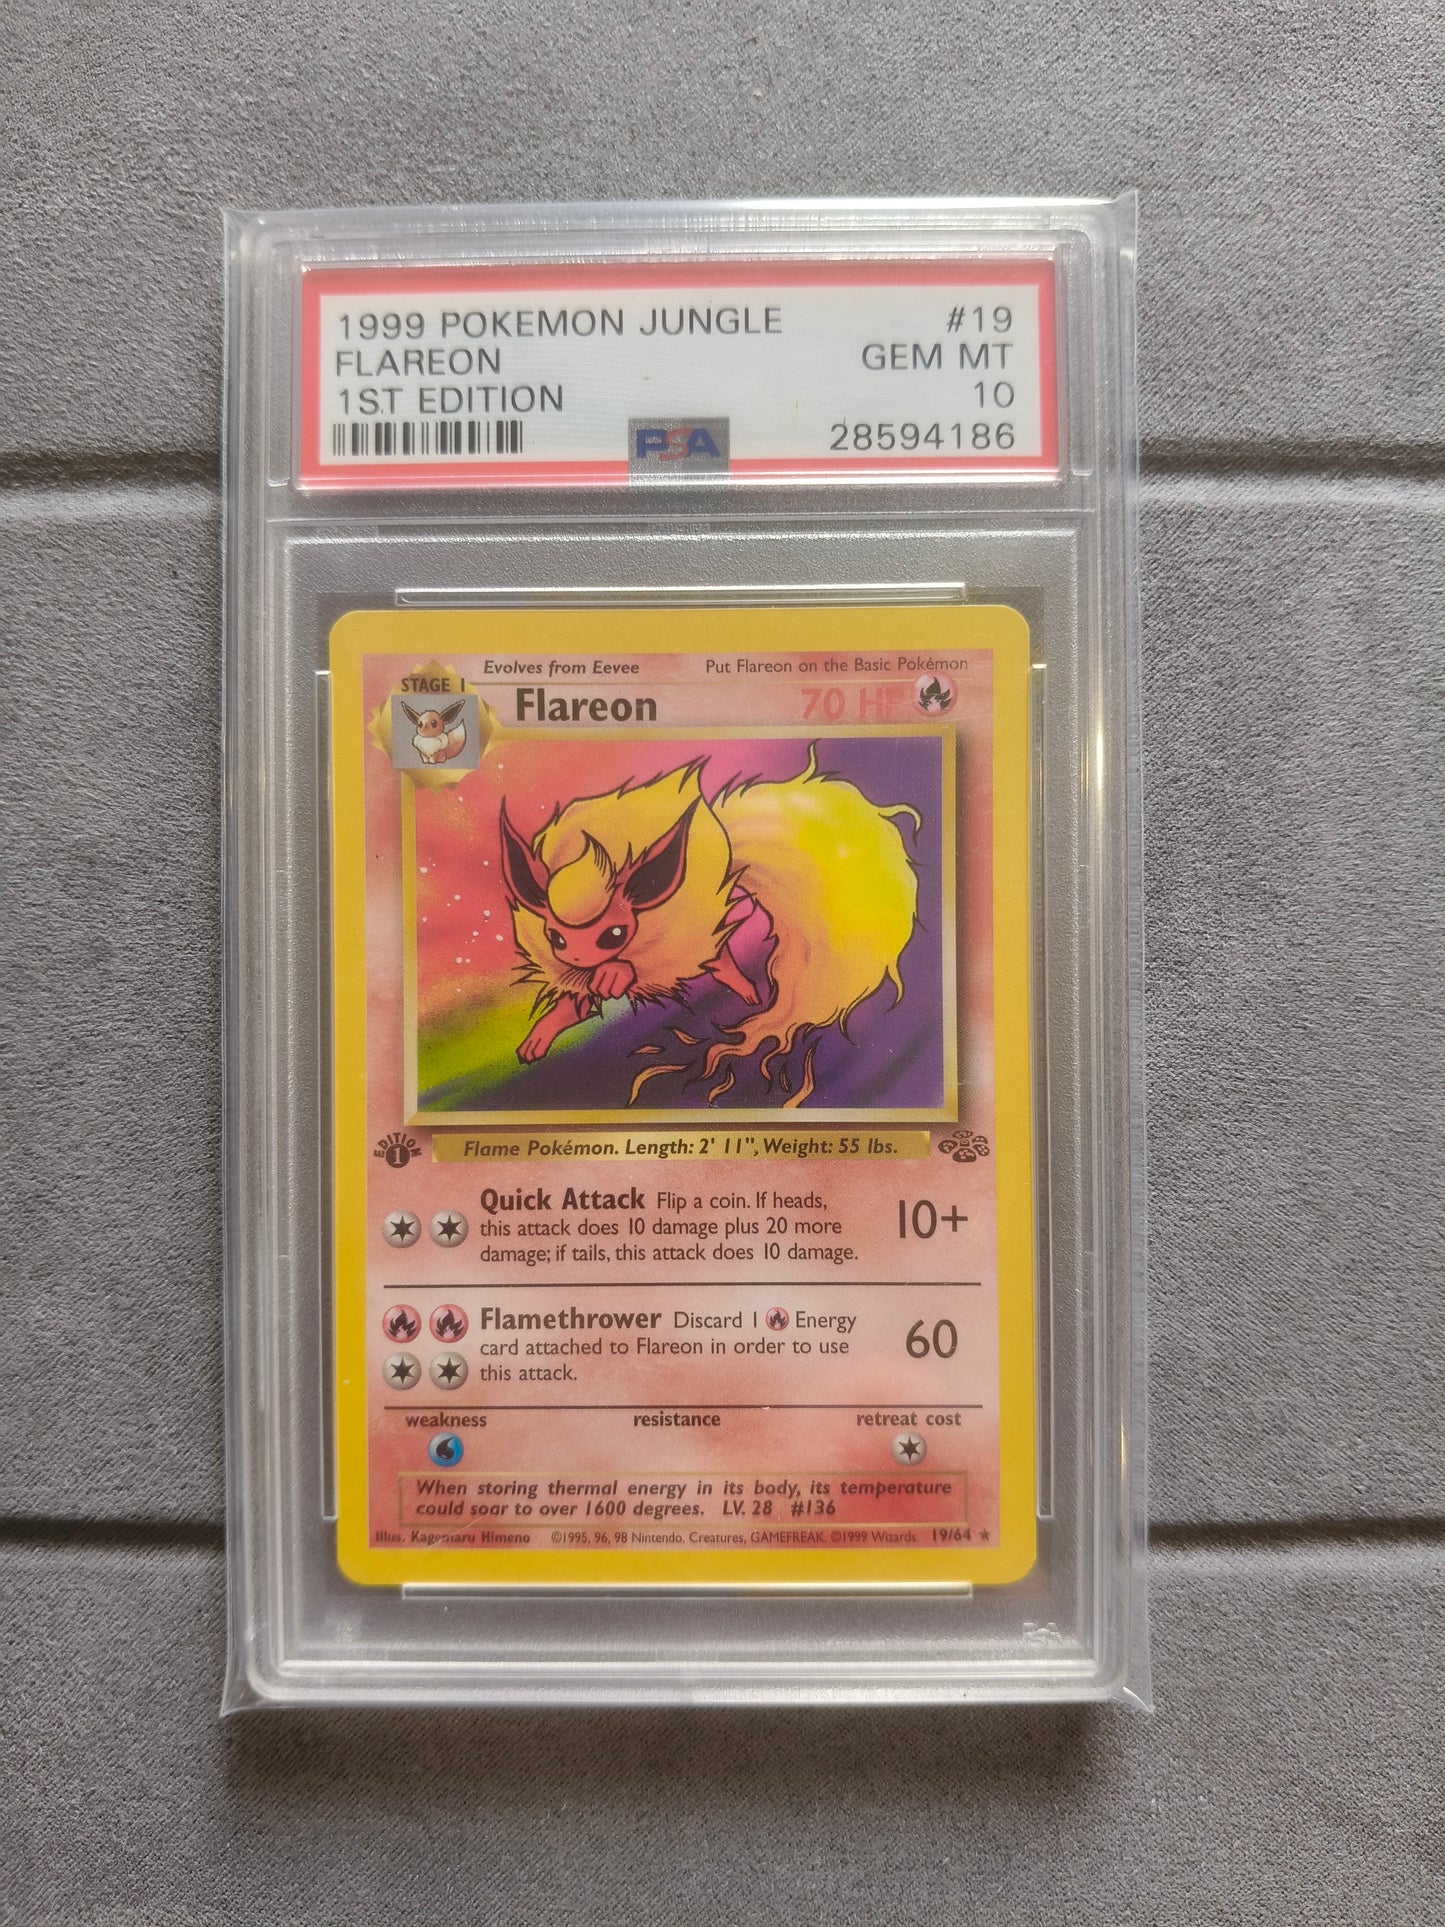 1999 POKEMON JUNGLE #19
FLAREON GEM MT
1ST EDITION 10
PSA 28594186
Evolves from Eevee Put Flareon on the Basic Pokémon
STAGE 1
Flareon 70 HP
EDITION
1
Flame Pokémon. Length: 2' 11", Weight: 55 lbs.
Quick Attack Flip a coin. If heads,
this attack does 10 damage plus 20 more
damage; if tails, this attack does 10 damage.
10+
Flamethrower Discard 1 Energy
card attached to Flareon in order to use
this attack.
60
weakness resistance retreat cost
When storing thermal energy in its body, its temperature
could soar to over 1600 degrees. LV. 28 #136
Illus. Kagemaru Himeno ©1995, 96, 98 Nintendo, Creatures, GAMEFREAK. ©1999 Wizards. 19/64 ★
PSA